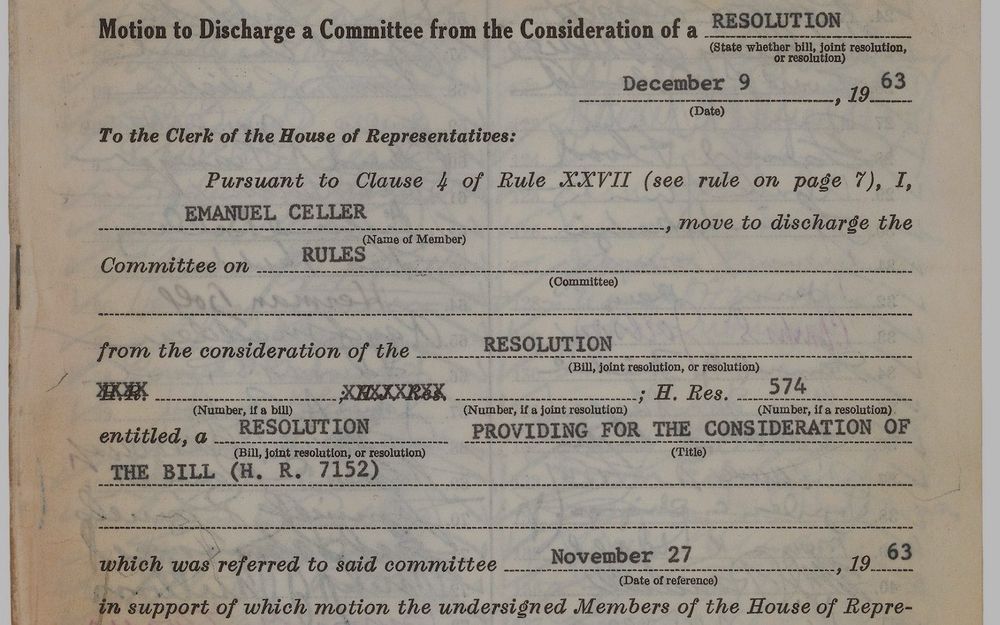 Motion to Discharge a Committee from the Consideration of a RESOLUTION
(State whether bill, joint resolution,
or resolution)
December 9, 19 63
(Date)
To the Clerk of the House of Representatives:
Pursuant to Clause 4 of Rule XXVII (see rule on page 7), I,
EMANUEL CELLER, move to discharge the
(Name of Member)
Committee on RULES
(Committee)
from the consideration of the RESOLUTION
(Bill, joint resolution, or resolution)
; H. Res. 574
(Number, if a bill) (Number, if a joint resolution) (Number, if a resolution)
entitled, a RESOLUTION PROVIDING FOR THE CONSIDERATION OF
(Bill, joint resolution, or resolution) (Title)
THE BILL (H. R. 7152)
which was referred to said committee November 27, 19 63
(Date of reference)
in support of which motion the undersigned Members of the House of Repre-